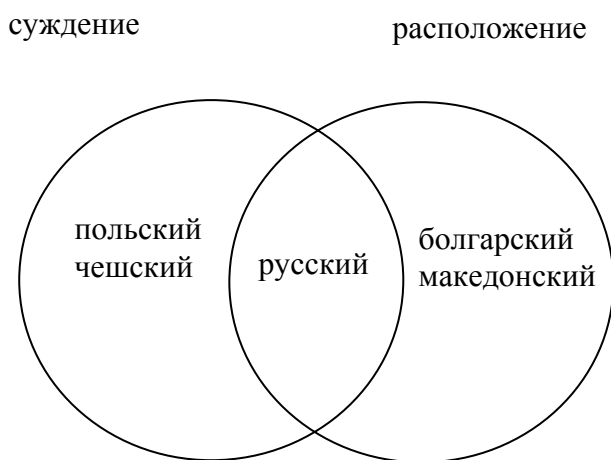 суждение
расположение
польский
чешский
русский
болгарский
македонский